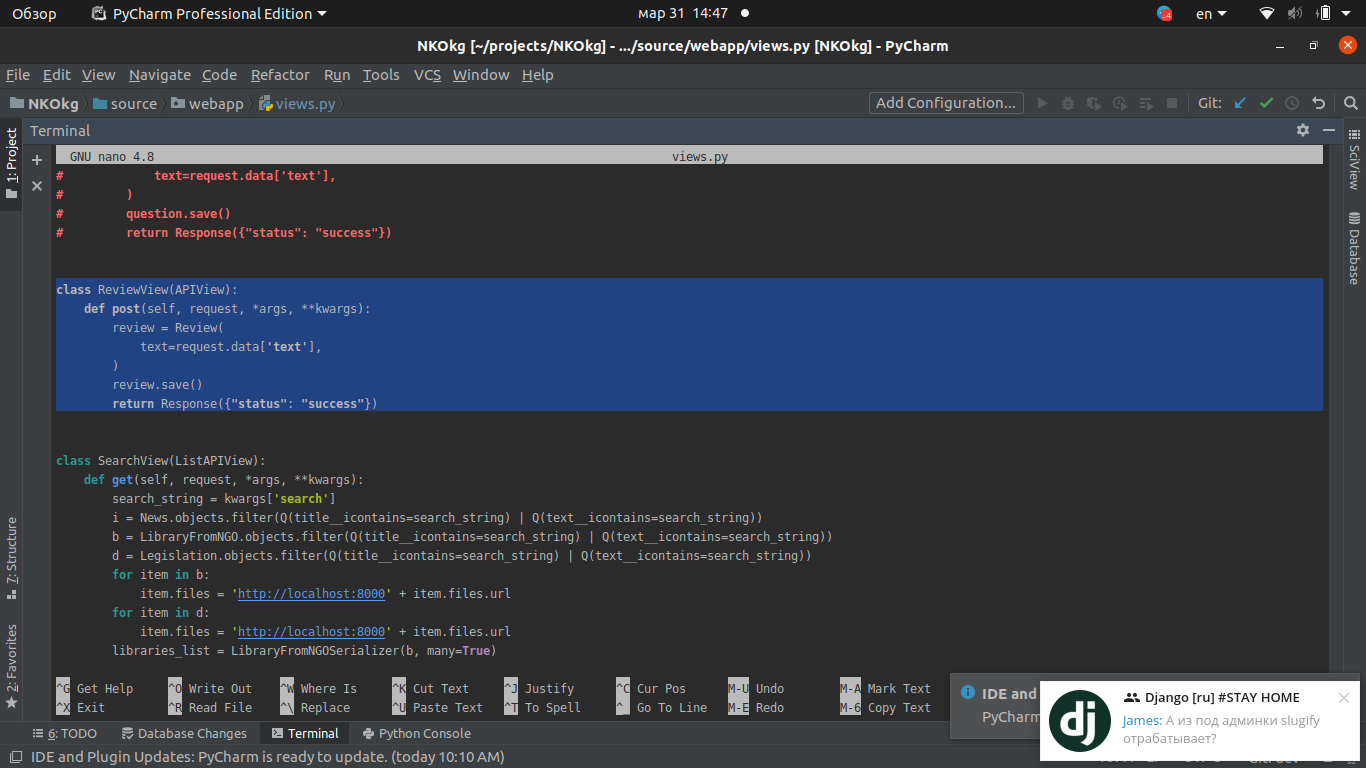 Обзор PyCharm Professional Edition мар 31 14:47 4 en
NKOkg [~/projects/NKOkg] - .../source/webapp/views.py [NKOkg] - PyCharm
File Edit View Navigate Code Refactor Run Tools VCS Window Help
NKOkg source webapp views.py Add Configuration... Git:
1: Project
7: Structure
2: Favorites
Terminal
GNU nano 4.8 views.py
#             text=request.data['text'],
#         )
#         question.save()
#         return Response({"status": "success"})
class ReviewView(APIView):
    def post(self, request, *args, **kwargs):
        review = Review(
            text=request.data['text'],
        )
        review.save()
        return Response({"status": "success"})
class SearchView(ListAPIView):
    def get(self, request, *args, **kwargs):
        search_string = kwargs['search']
        i = News.objects.filter(Q(title__icontains=search_string) | Q(text__icontains=search_string))
        b = LibraryFromNGO.objects.filter(Q(title__icontains=search_string) | Q(text__icontains=search_string))
        d = Legislation.objects.filter(Q(title__icontains=search_string) | Q(text__icontains=search_string))
        for item in b:
            item.files = 'http://localhost:8000' + item.files.url
        for item in d:
            item.files = 'http://localhost:8000' + item.files.url
        libraries_list = LibraryFromNGOSerializer(b, many=True)
^G Get Help ^O Write Out ^W Where Is ^K Cut Text ^J Justify ^C Cur Pos M-U Undo M-A Mark Text
^X Exit ^R Read File ^\ Replace ^U Paste Text ^T To Spell ^_ Go To Line M-E Redo M-6 Copy Text
SciView
Database
IDE and
PyCharm
dj
Django [ru] #STAY HOME
James: А из под админки slugify
отрабатывает?
6: TODO Database Changes Terminal Python Console
IDE and Plugin Updates: PyCharm is ready to update. (today 10:10 AM)